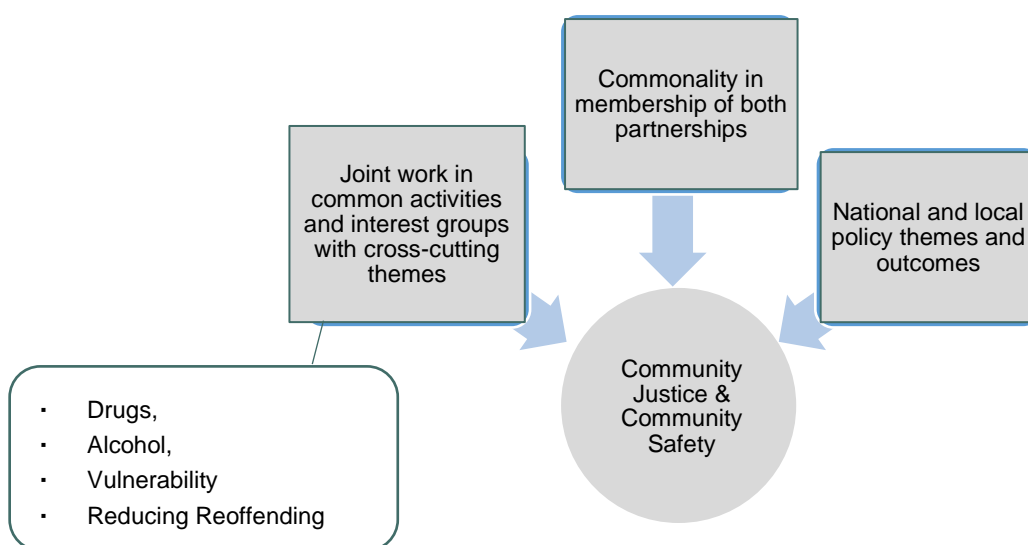 Commonality in
membership of both
partnerships
Joint work in
common activities
and interest groups
with cross-cutting
themes
National and local
policy themes and
outcomes
Community
Justice &
Community
Safety
▪ Drugs,
▪ Alcohol,
▪ Vulnerability
▪ Reducing Reoffending